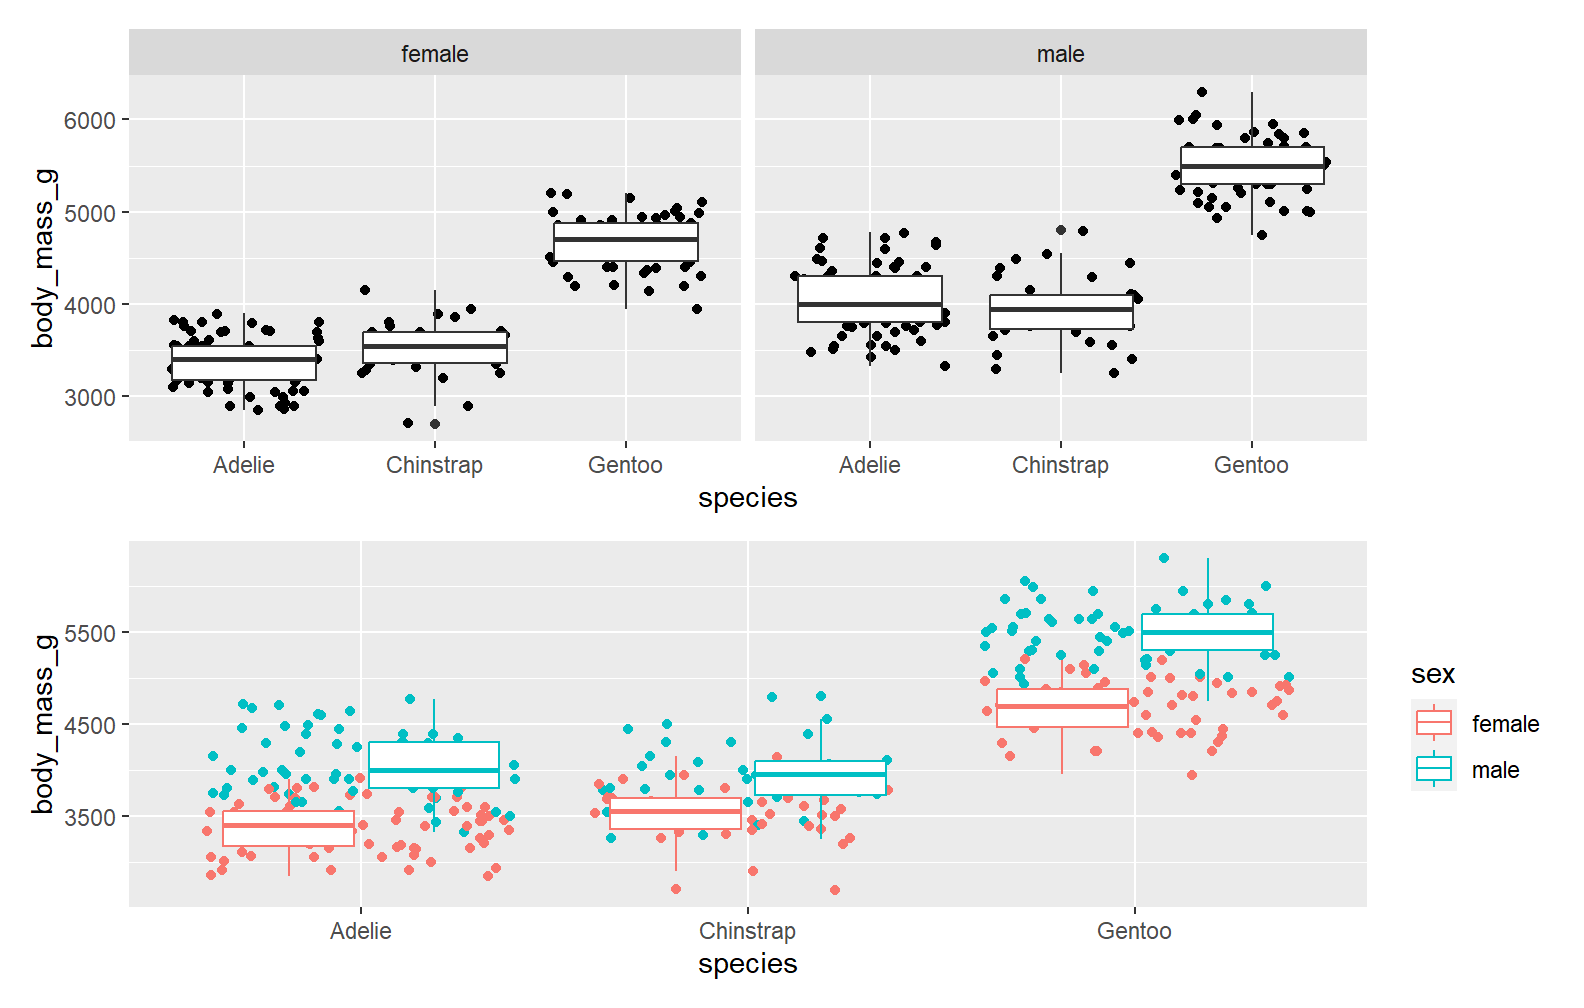 female male
6000
5000
4000
3000
body_mass_g
Adelie Chinstrap Gentoo Adelie Chinstrap Gentoo
species
5500
4500
3500
body_mass_g
Adelie Chinstrap Gentoo
species
sex
female
male